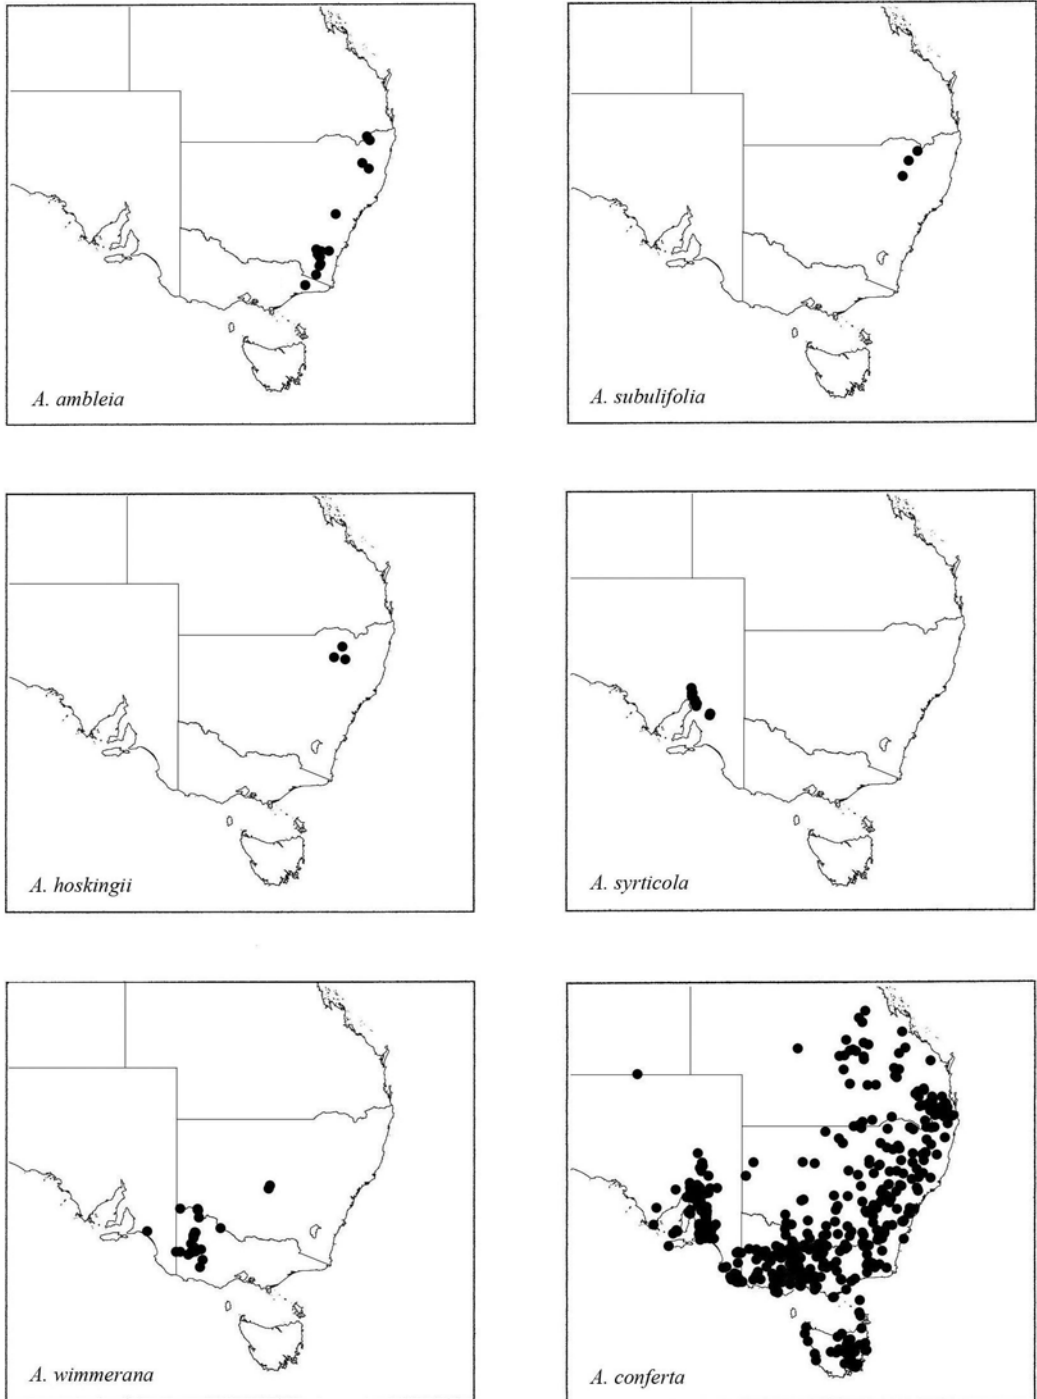 A. ambleia
A. subulifolia
A. hoskingii
A. syrticola
A. wimmerana
A. conferta